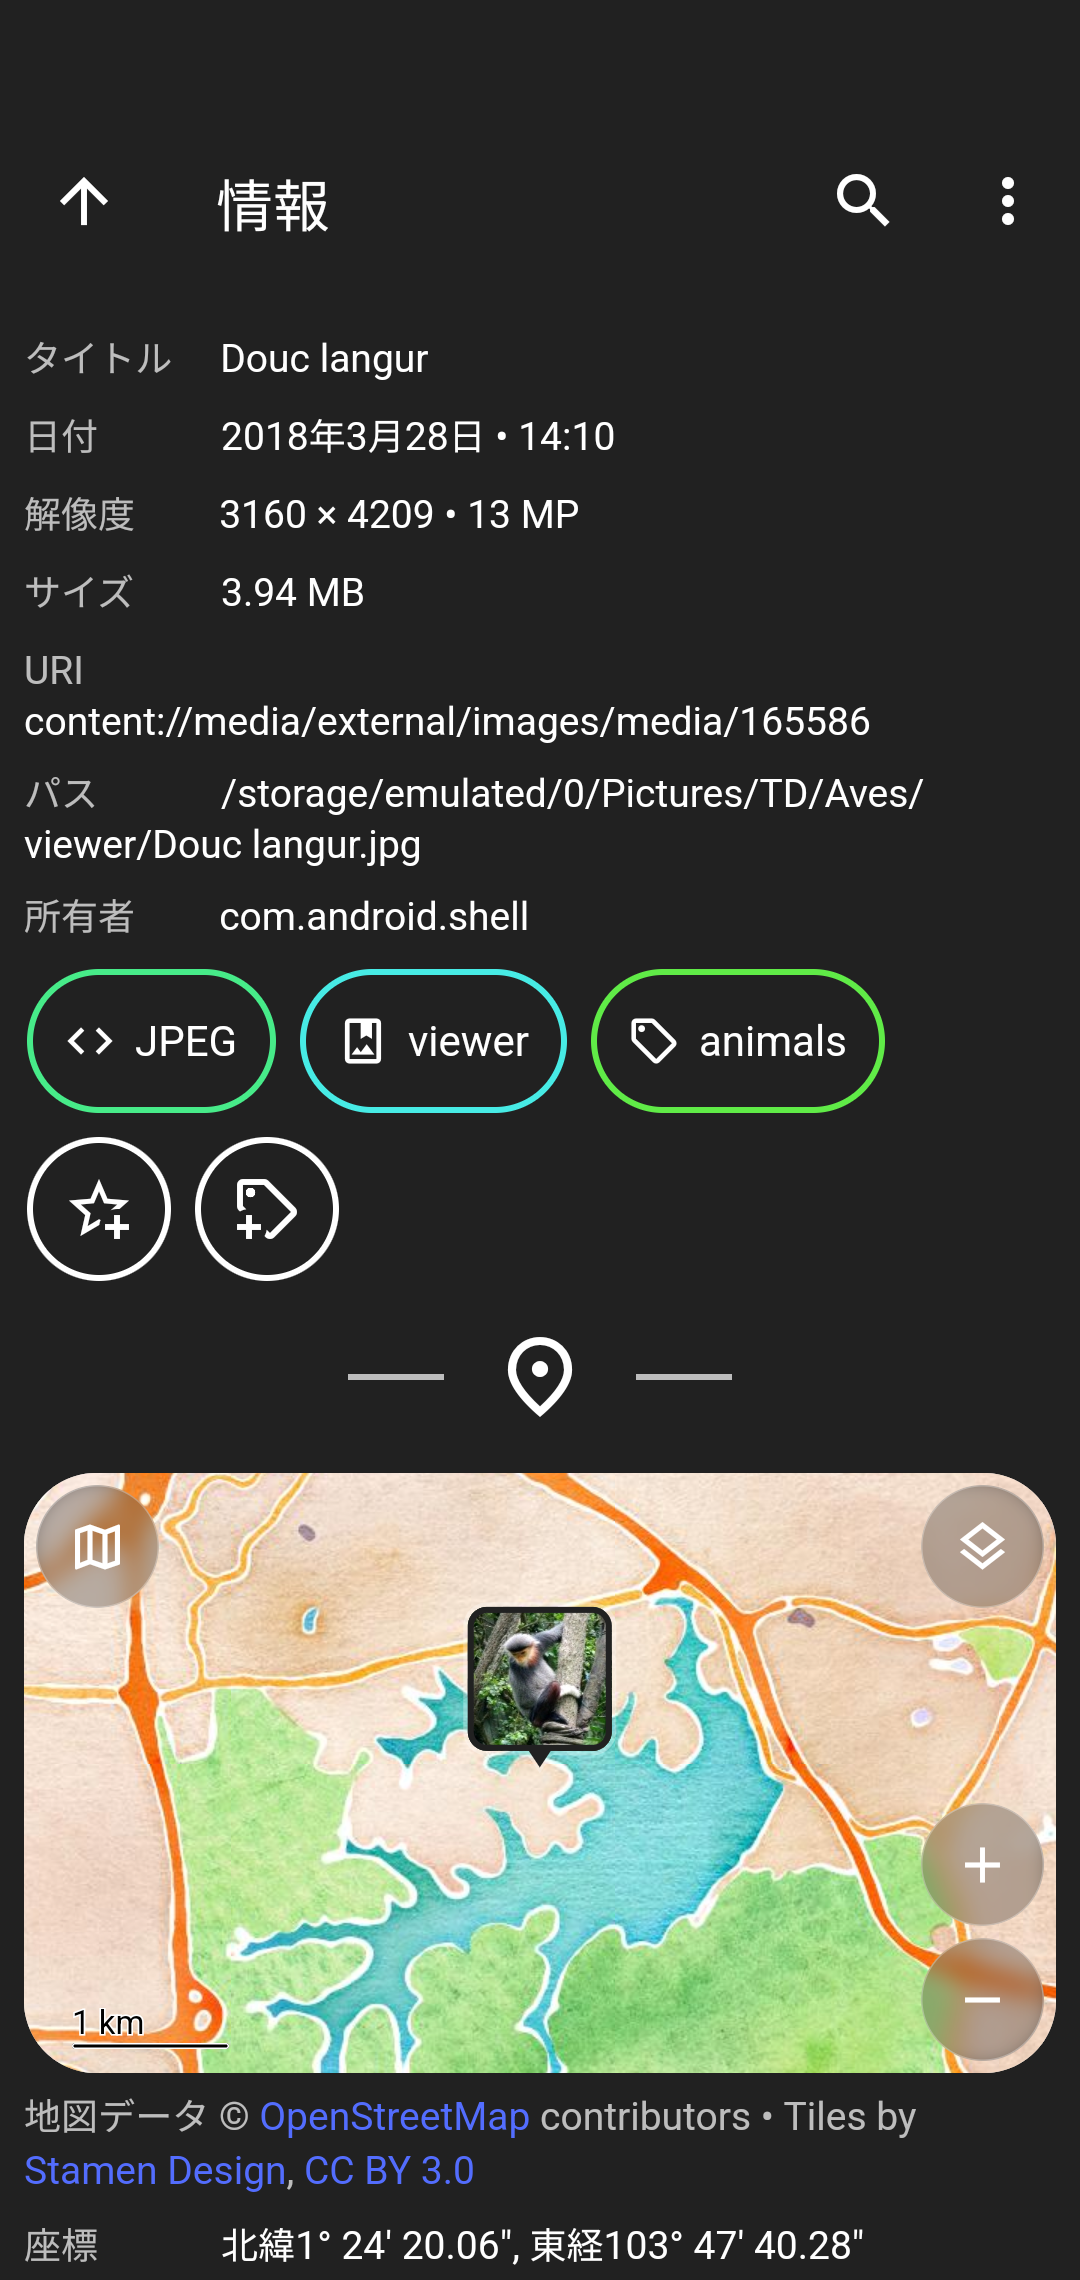 情報
タイトル Douc langur
日付 2018年3月28日 • 14:10
解像度 3160 × 4209 • 13 MP
サイズ 3.94 MB
URI
content://media/external/images/media/165586
パス /storage/emulated/0/Pictures/TD/Aves/
viewer/Douc langur.jpg
所有者 com.android.shell
JPEG viewer animals
1 km
地図データ © OpenStreetMap contributors • Tiles by
Stamen Design, CC BY 3.0
座標 北緯1° 24' 20.06", 東経103° 47' 40.28"